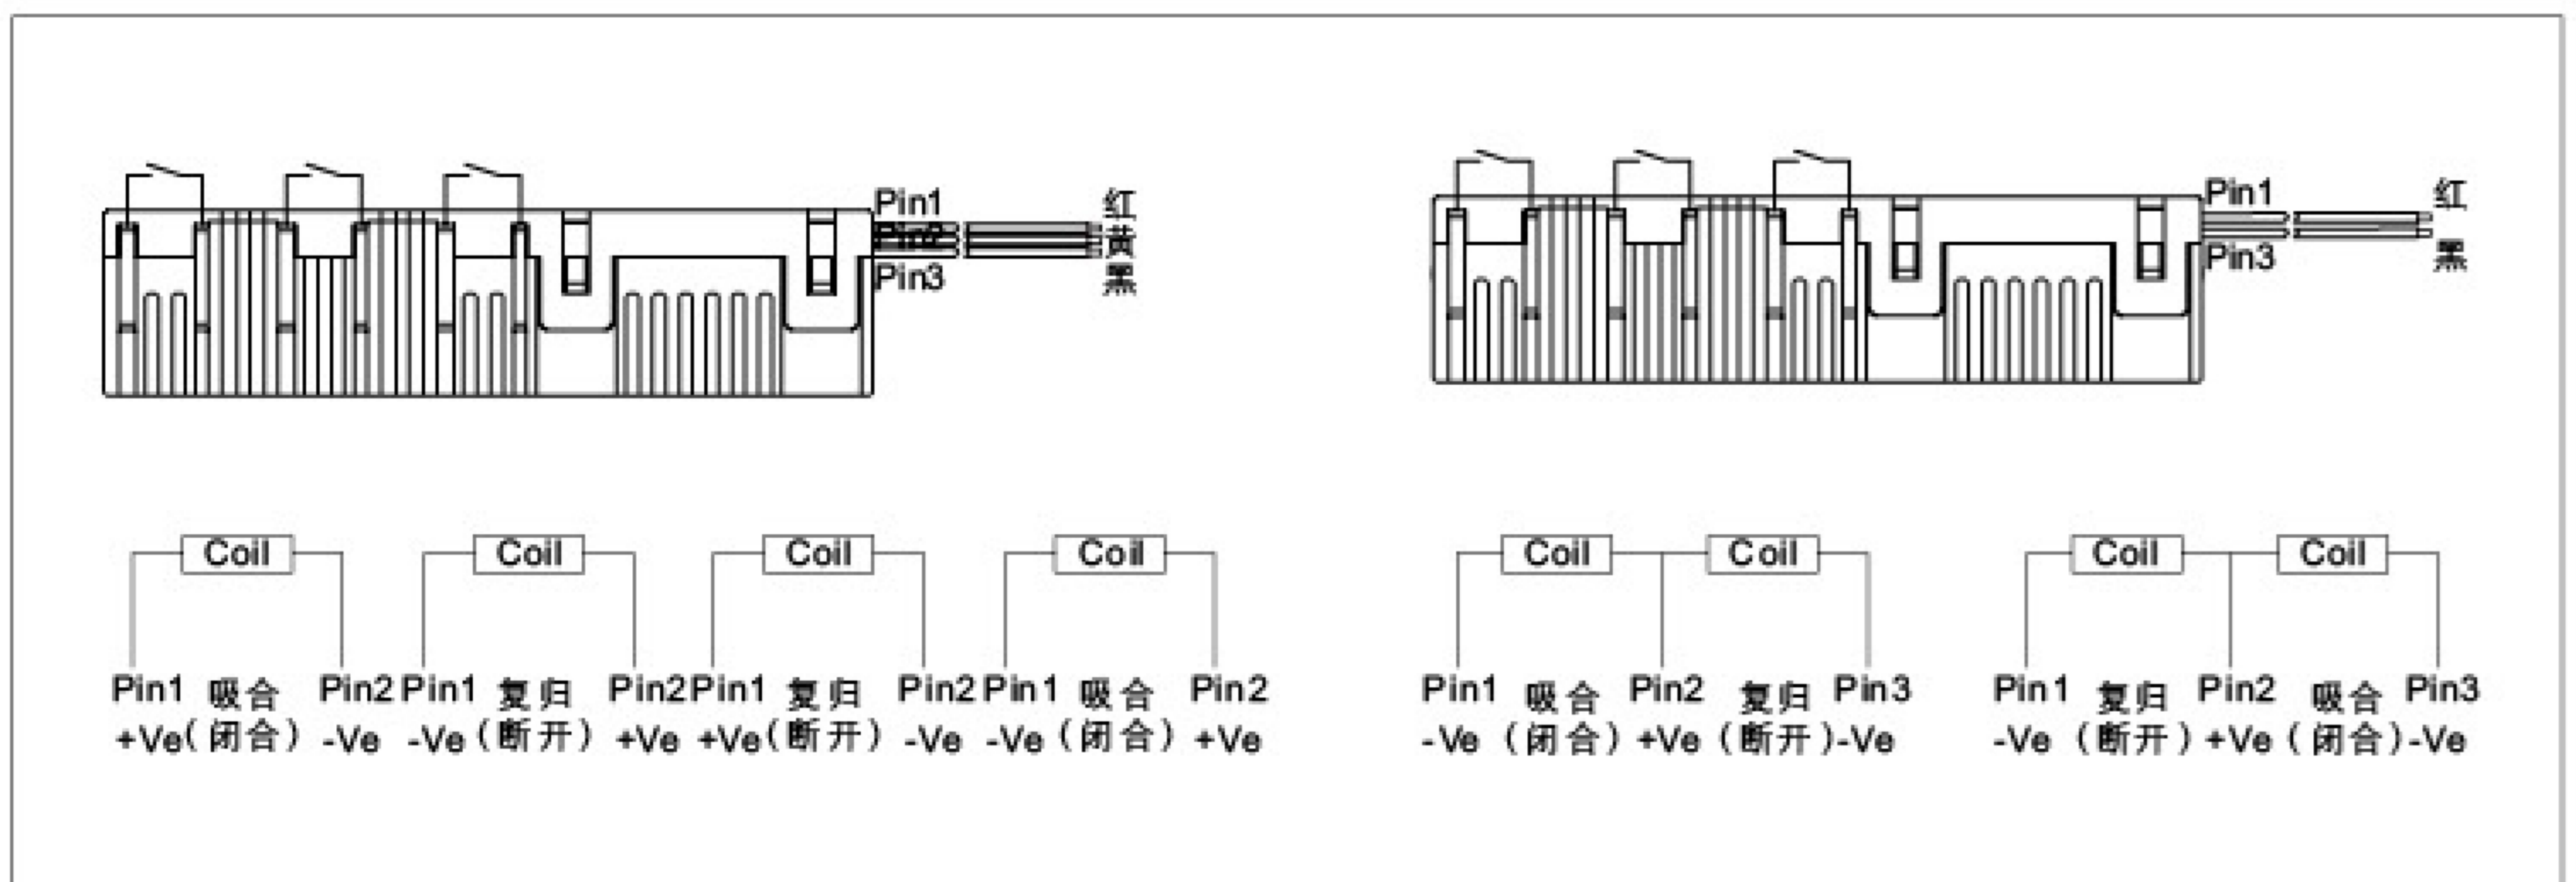 Pin1 红
Pin2 黄
Pin3 黑
Pin1 红
Pin3 黑
Coil Coil Coil Coil
Pin1 吸合 Pin2 Pin1 复归 Pin2 Pin1 复归 Pin2 Pin1 吸合 Pin2
+Ve(闭合) -Ve -Ve(断开) +Ve +Ve(断开) -Ve -Ve(闭合) +Ve
Coil Coil Coil Coil
Pin1 吸合 Pin2 复归 Pin3 Pin1 复归 Pin2 吸合 Pin3
-Ve (闭合) +Ve (断开)-Ve -Ve (断开) +Ve (闭合)-Ve